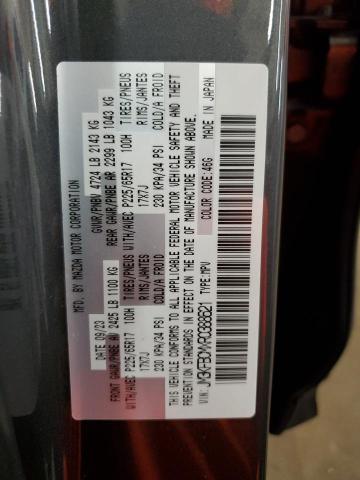 MFD. BY MAZDA MOTOR CORPORATION
DATE 09/23 GVWR/PNBV 4724 LB 2143 KG
FRONT GAWR/PNBE AV 2425 LB 1100 KG REAR GAWR/PNBE AR 2299 LB 1043 KG
WITH/AVEC P225/65R17 100H TIRES/PNEUS WITH/AVEC P225/65R17 100H TIRES/PNEUS
17X7J RIMS/JANTES 17X7J RIMS/JANTES
230 KPA/34 PSI COLD/A FROID 230 KPA/34 PSI COLD/A FROID
THIS VEHICLE CONFORMS TO ALL APPLICABLE FEDERAL MOTOR VEHICLE SAFETY AND THEFT
PREVENTION STANDARDS IN EFFECT ON THE DATE OF MANUFACTURE SHOWN ABOVE.
MADE IN JAPAN
VIN: TYPE: MPV COLOR CODE: 46G